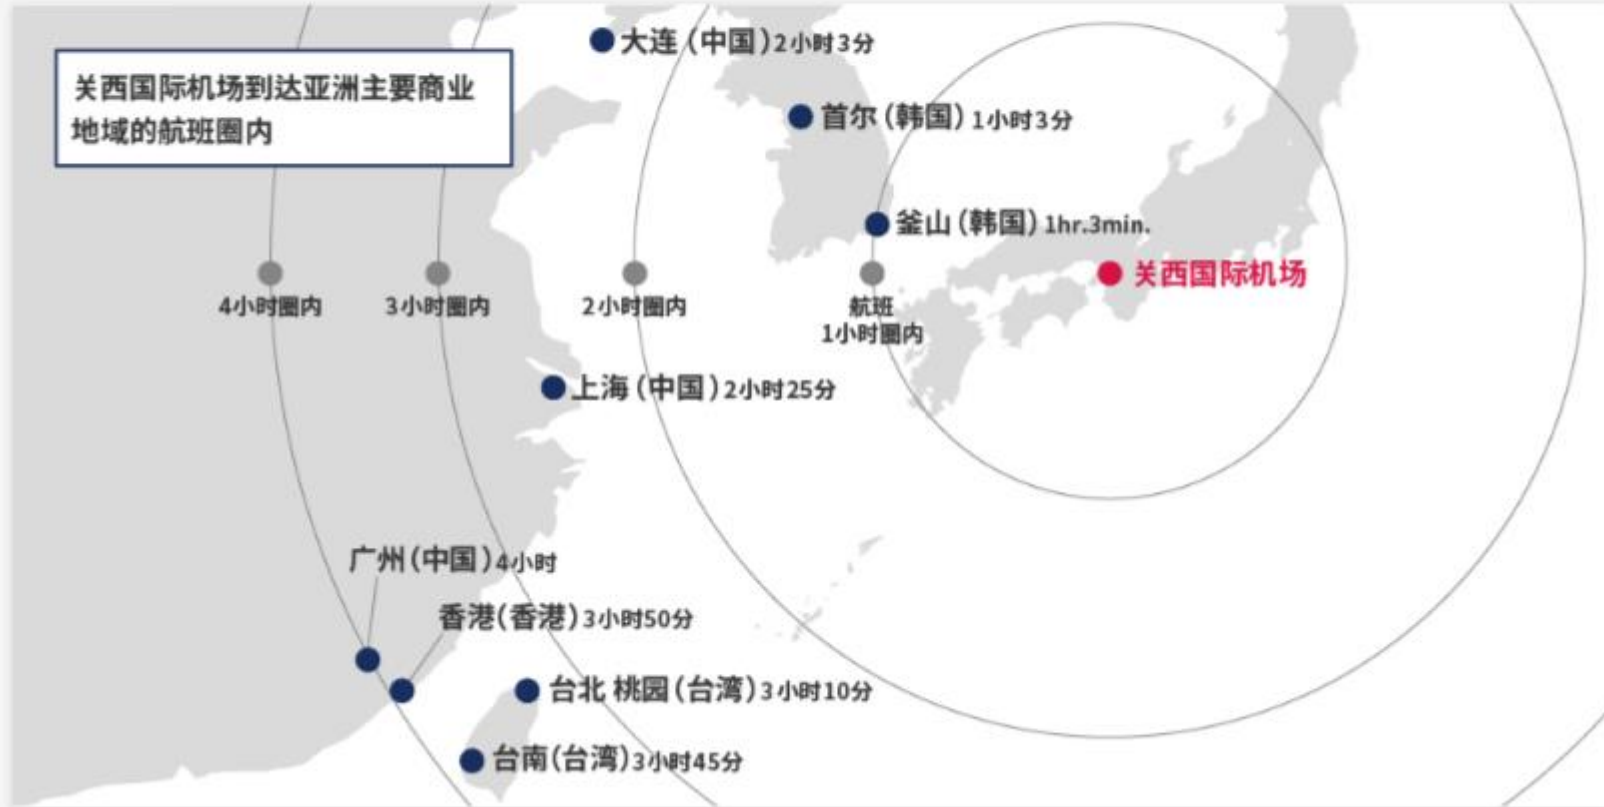 大连（中国）2小时3分
关西国际机场到达亚洲主要商业
地域的航班圈内
首尔（韩国）1小时3分
釜山（韩国）1hr.3min.
关西国际机场
4小时圈内
3小时圈内
2小时圈内
航班
1小时圈内
上海（中国）2小时25分
广州（中国）4小时
香港（香港）3小时50分
台北 桃园（台湾）3小时10分
台南（台湾）3小时45分